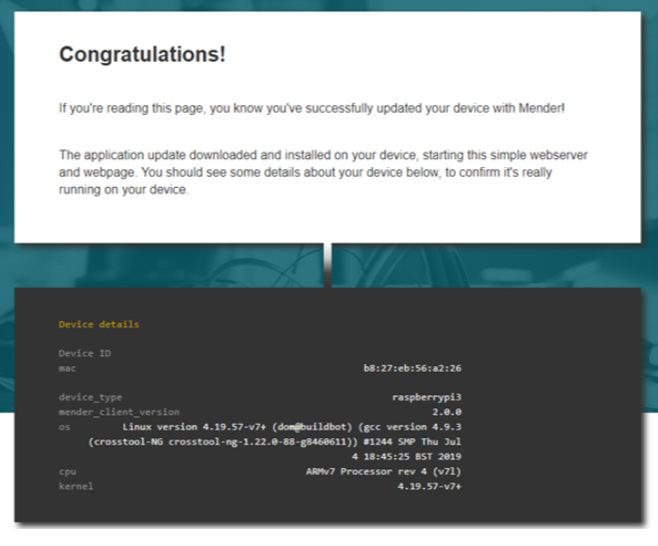 Congratulations!
If you're reading this page, you know you've successfully updated your device with Mender!
The application update downloaded and installed on your device, starting this simple webserver
and webpage. You should see some details about your device below, to confirm it's really
running on your device.
Device details
Device ID
mac b8:27:eb:56:a2:26
device_type raspberrypi3
mender_client_version 2.0.0
os Linux version 4.19.57-v7+ (dom@buildbot) (gcc version 4.9.3
(crosstool-NG crosstool-ng-1.22.0-88-g8460611)) #1244 SMP Thu Jul
4 18:45:25 BST 2019
cpu ARMv7 Processor rev 4 (v7l)
kernel 4.19.57-v7+